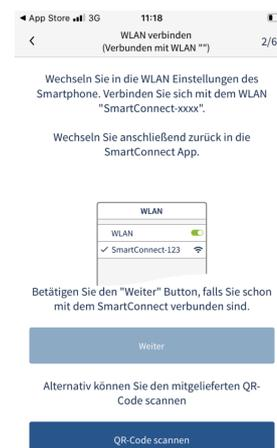 App Store 3G 11:18
WLAN verbinden
(Verbunden mit WLAN "")
2/6
Wechseln Sie in die WLAN Einstellungen des
Smartphone. Verbinden Sie sich mit dem WLAN
"SmartConnect-xxxx".
Wechseln Sie anschließend zurück in die
SmartConnect App.
WLAN
WLAN
SmartConnect-123
Betätigen Sie den "Weiter" Button, falls Sie schon
mit dem SmartConnect verbunden sind.
Weiter
Alternativ können Sie den mitgelieferten QR-
Code scannen
QR-Code scannen